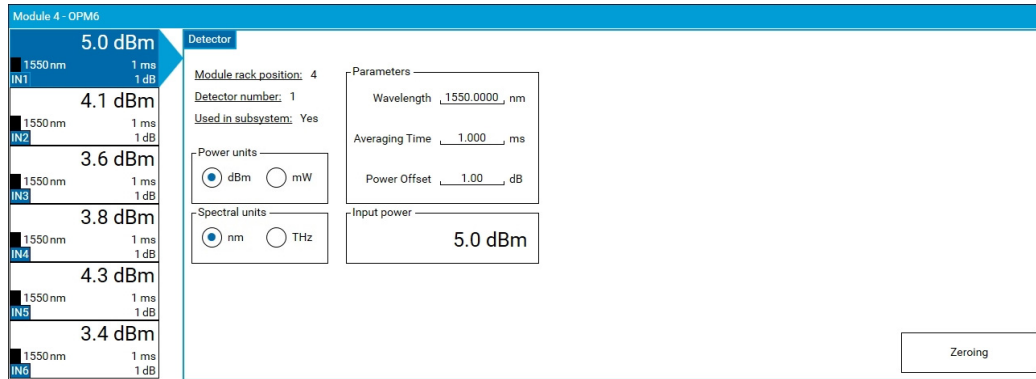 Module 4 - OPM6
5.0 dBm
1550 nm 1 ms
IN1 1 dB
4.1 dBm
1550 nm 1 ms
IN2 1 dB
3.6 dBm
1550 nm 1 ms
IN3 1 dB
3.8 dBm
1550 nm 1 ms
IN4 1 dB
4.3 dBm
1550 nm 1 ms
IN5 1 dB
3.4 dBm
1550 nm 1 ms
IN6 1 dB
Detector
Module rack position: 4
Detector number: 1
Used in subsystem: Yes
Power units
dBm mW
Spectral units
nm THz
Parameters
Wavelength 1550.0000 nm
Averaging Time 1.000 ms
Power Offset 1.00 dB
Input power
5.0 dBm
Zeroing